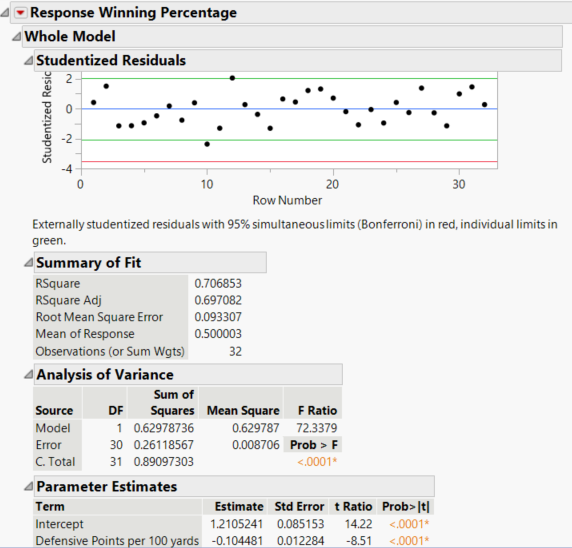 Response Winning Percentage
Whole Model
Studentized Residuals
Studentized Resid
2
0
-2
-4
0 10 20 30
Row Number
Externally studentized residuals with 95% simultaneous limits (Bonferroni) in red, individual limits in
green.
Summary of Fit
RSquare 0.706853
RSquare Adj 0.697082
Root Mean Square Error 0.093307
Mean of Response 0.500003
Observations (or Sum Wgts) 32
Analysis of Variance
Sum of
Source DF Squares Mean Square F Ratio
Model 1 0.62978736 0.629787 72.3379
Error 30 0.26118567 0.008706 Prob > F
C. Total 31 0.89097303 <.0001*
Parameter Estimates
Term Estimate Std Error t Ratio Prob>|t|
Intercept 1.2105241 0.085153 14.22 <.0001*
Defensive Points per 100 yards -0.104481 0.012284 -8.51 <.0001*